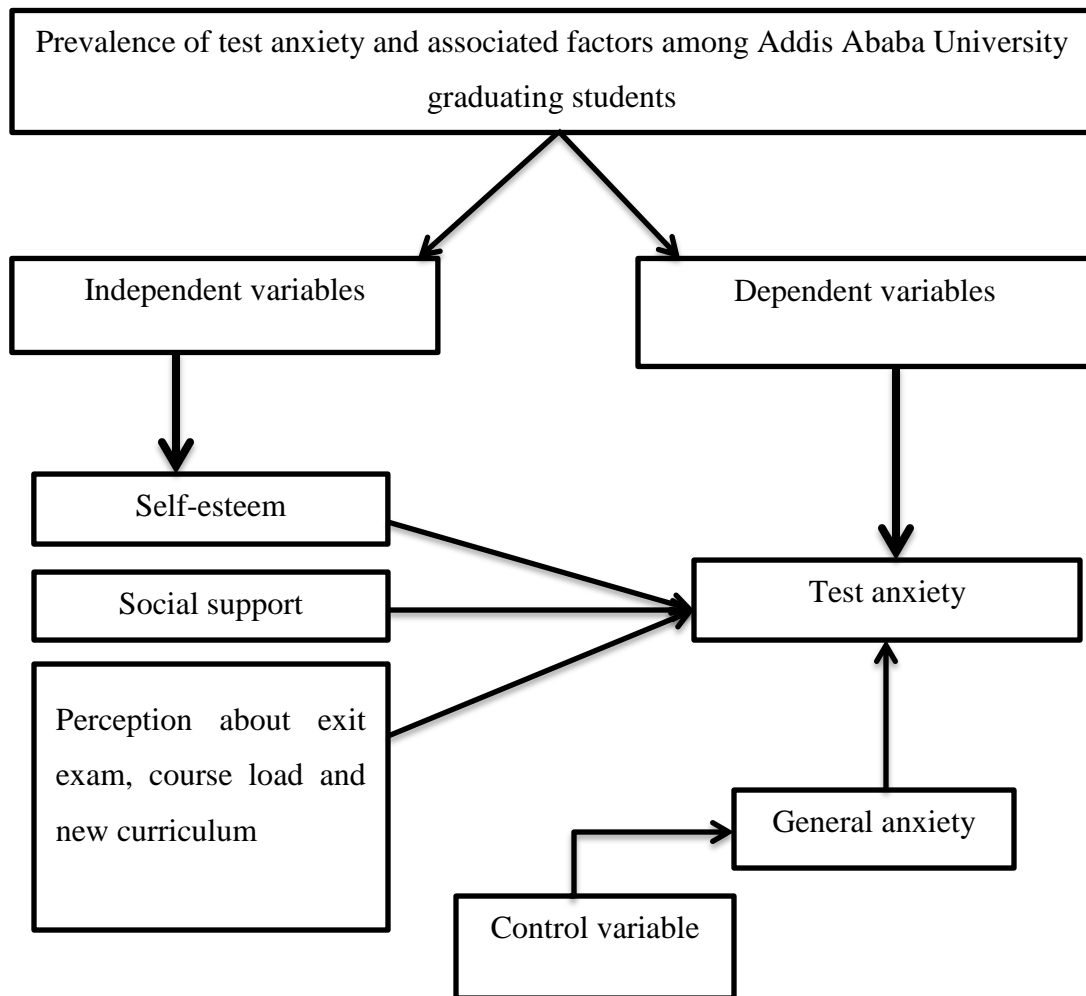 Prevalence of test anxiety and associated factors among Addis Ababa University
graduating students
Independent variables
Dependent variables
Self-esteem
Social support
Test anxiety
Perception about exit
exam, course load and
new curriculum
General anxiety
Control variable